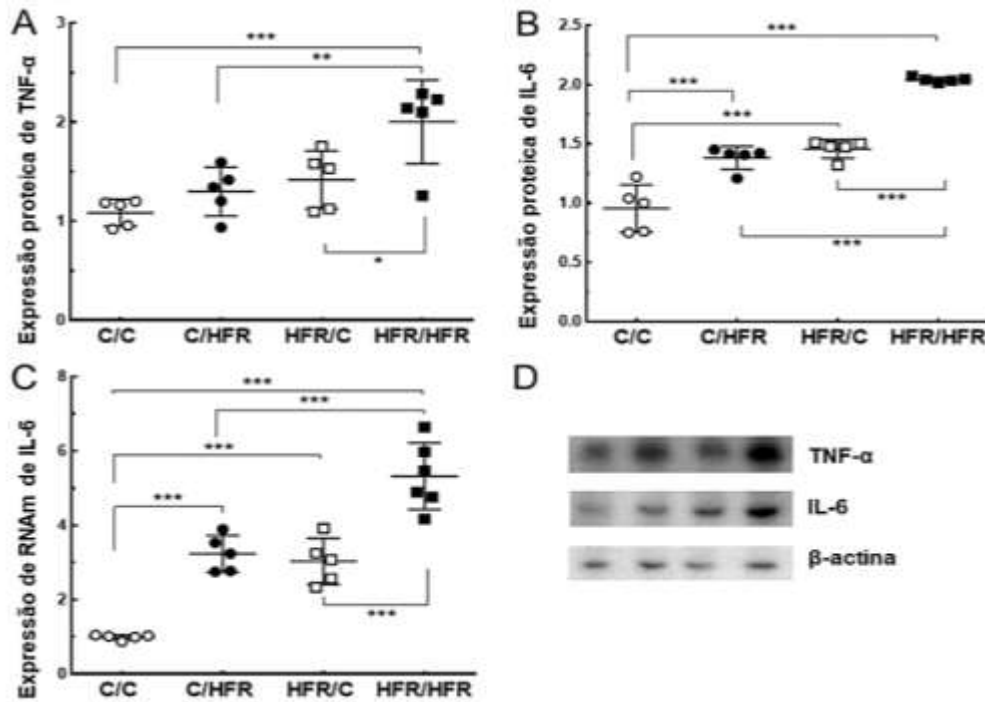 A
Expressão proteica de TNF-α
3
2
1
0
***
**
*
C/C C/HFR HFR/C HFR/HFR
B
Expressão proteica de IL-6
2.5
2.0
1.5
1.0
0.5
0.0
***
***
***
***
***
C/C C/HFR HFR/C HFR/HFR
C
Expressão de RNAm de IL-6
8
6
4
2
0
***
***
***
***
***
C/C C/HFR HFR/C HFR/HFR
D
TNF-α
IL-6
β-actina